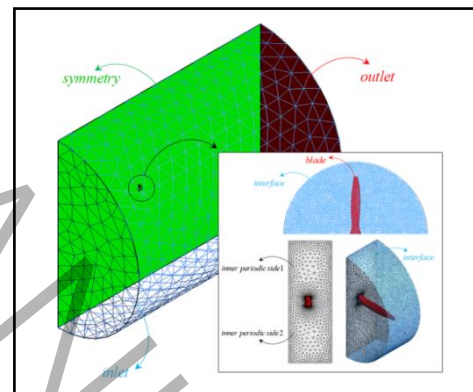 symmetry
outlet
blade
interface
interface
inner periodic side1
inner periodic side2
inlet